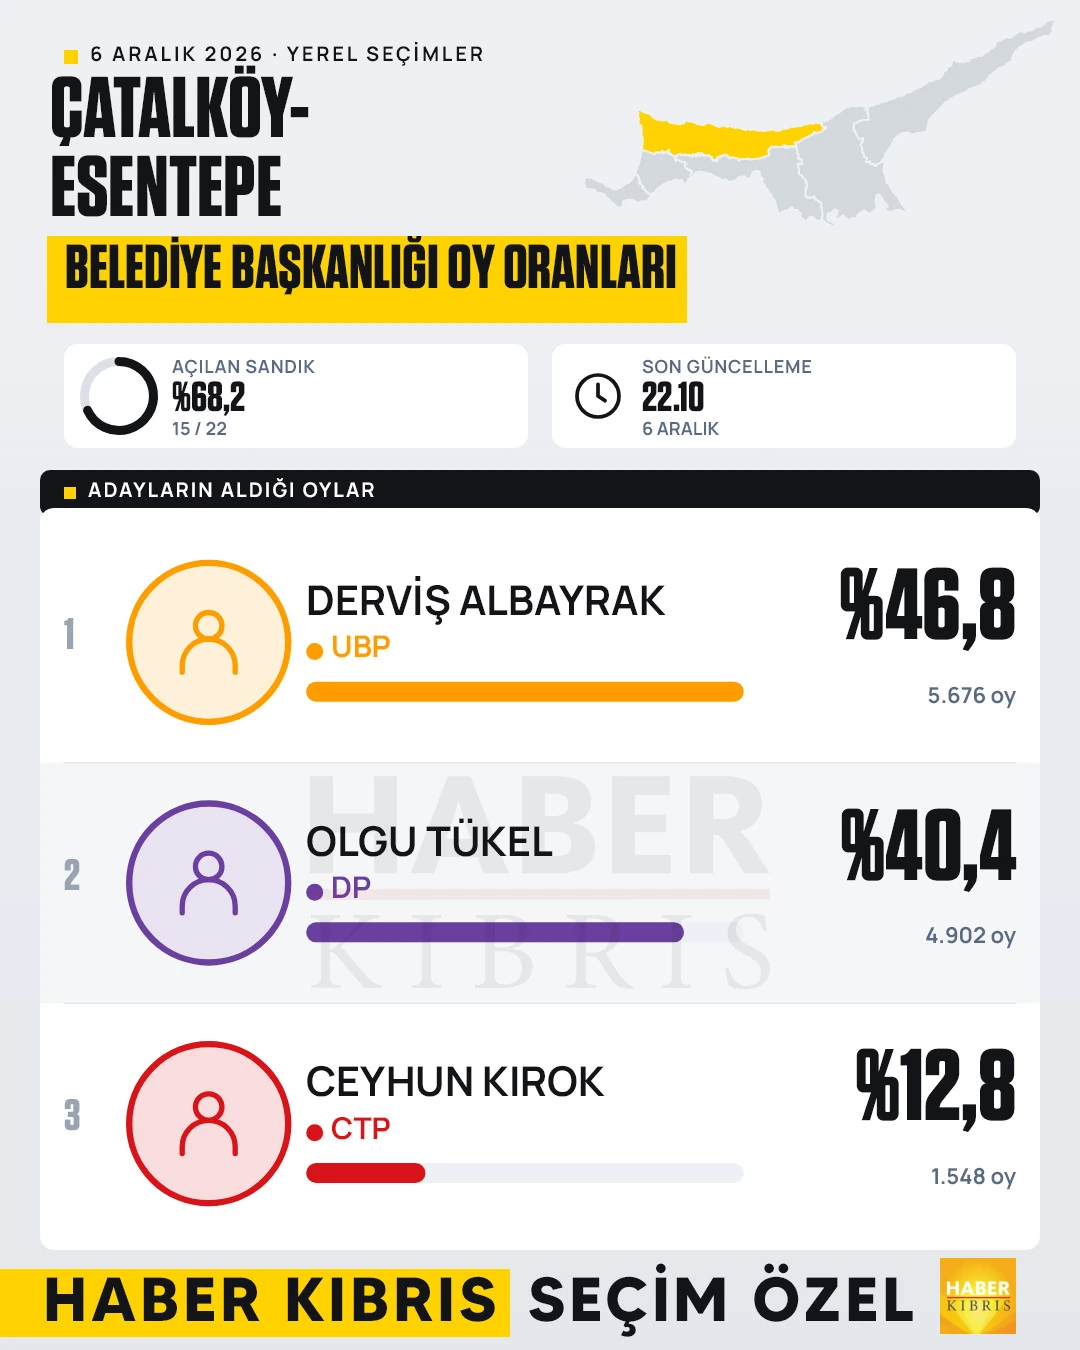 6 ARALIK 2026 · YEREL SEÇİMLER
ÇATALKÖY-
ESENTEPE
BELEDİYE BAŞKANLIĞI OY ORANLARI
AÇILAN SANDIK
%68,2
15 / 22
SON GÜNCELLEME
22.10
6 ARALIK
ADAYLARIN ALDIĞI OYLAR
1
DERVİŞ ALBAYRAK
UBP
%46,8
5.676 oy
HABER
KIBRIS
2
OLGU TÜKEL
DP
%40,4
4.902 oy
3
CEYHUN KIROK
CTP
%12,8
1.548 oy
HABER KIBRIS SEÇİM ÖZEL
HABER
KIBRIS